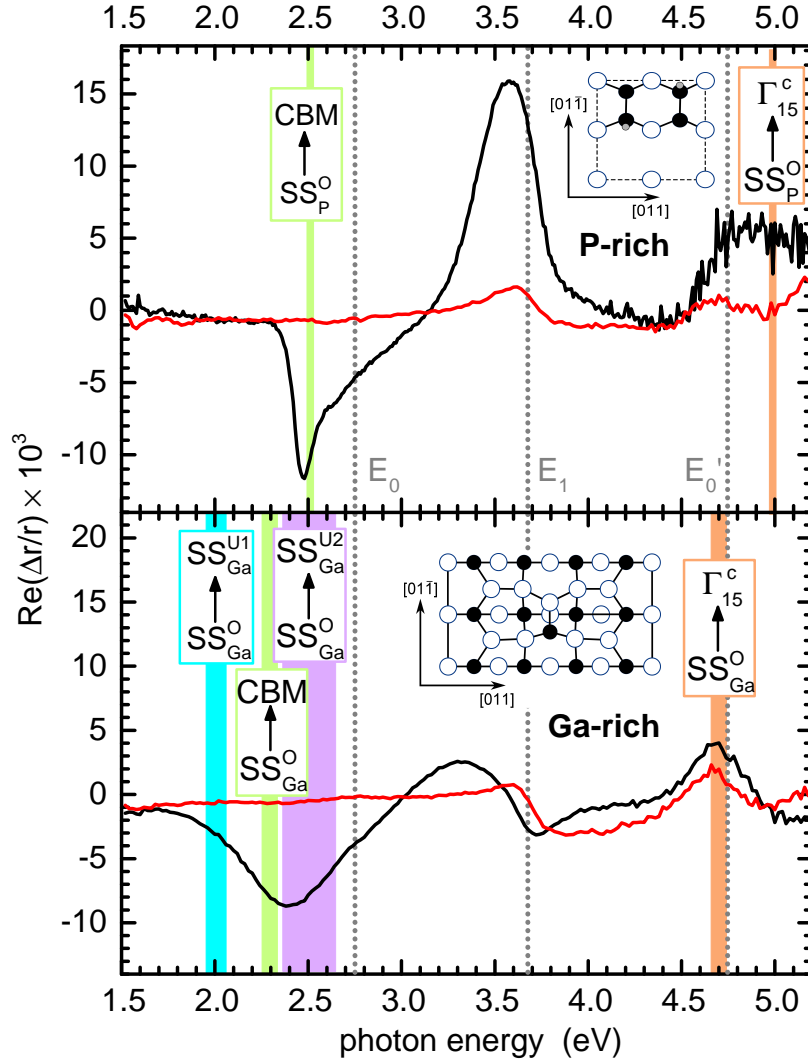 1.5 2.0 2.5 3.0 3.5 4.0 4.5 5.0
15
10
5
0
-5
-10
CBM
SS_P^O
[01\bar{1}]
[011]
P-rich
Γ_15^c
SS_P^O
E_0
E_1
E_0'
Re(Δr/r) × 10^3
20
15
10
5
0
-5
-10
SS_Ga^U1
SS_Ga^O
SS_Ga^U2
SS_Ga^O
CBM
SS_Ga^O
[01\bar{1}]
[011]
Ga-rich
Γ_15^c
SS_Ga^O
1.5 2.0 2.5 3.0 3.5 4.0 4.5 5.0
photon energy (eV)